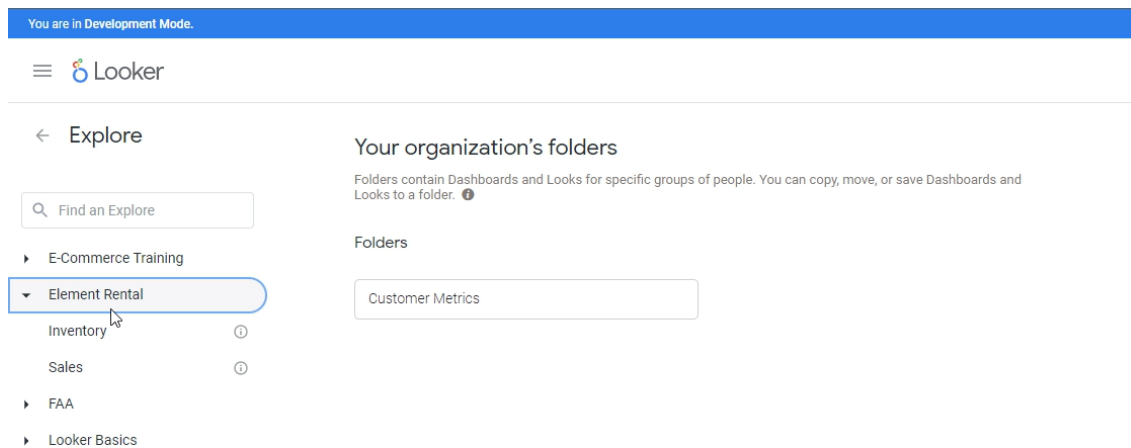 You are in Development Mode.
Looker
Explore
Find an Explore
E-Commerce Training
Element Rental
Inventory
Sales
FAA
Looker Basics
Your organization's folders
Folders contain Dashboards and Looks for specific groups of people. You can copy, move, or save Dashboards and
Looks to a folder.
Folders
Customer Metrics